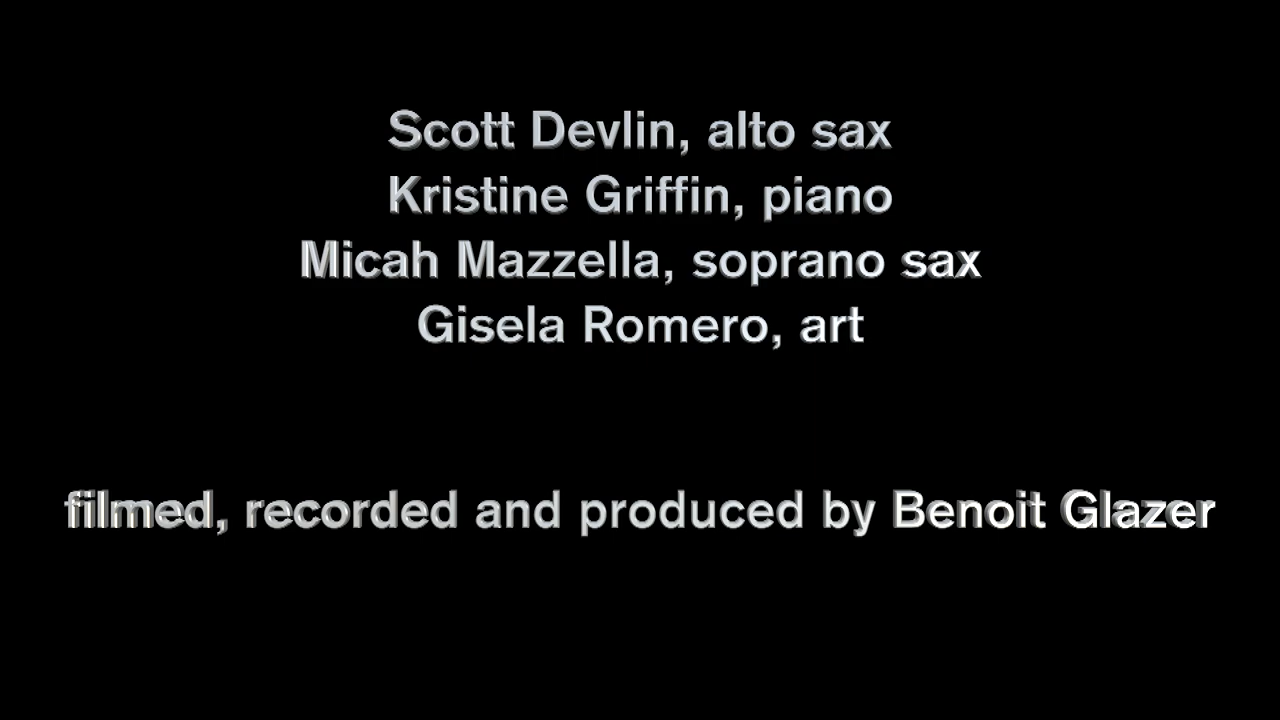 Scott Devlin, alto sax
Kristine Griffin, piano
Micah Mazzella, soprano sax
Gisela Romero, art
filmed, recorded and produced by Benoit Glazer